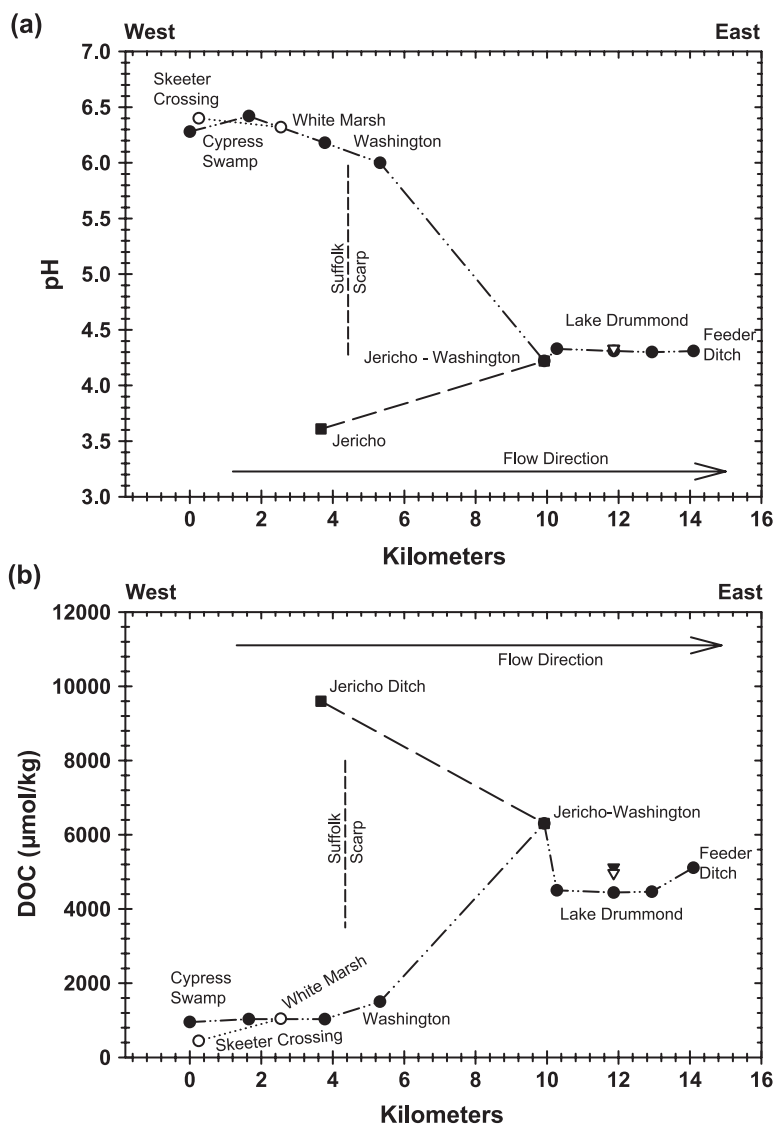 (a)
West East
7.0
6.5
6.0
5.5
5.0
4.5
4.0
3.5
3.0
pH
Skeeter
Crossing
White Marsh
Cypress
Swamp
Washington
Suffolk
Scarp
Lake Drummond
Feeder
Ditch
Jericho - Washington
Jericho
Flow Direction
0 2 4 6 8 10 12 14 16
Kilometers
(b)
West East
12000
10000
8000
6000
4000
2000
0
DOC (μmol/kg)
Flow Direction
Jericho Ditch
Suffolk
Scarp
Jericho-Washington
Feeder
Ditch
Lake Drummond
Cypress
Swamp
White Marsh
Washington
Skeeter Crossing
0 2 4 6 8 10 12 14 16
Kilometers